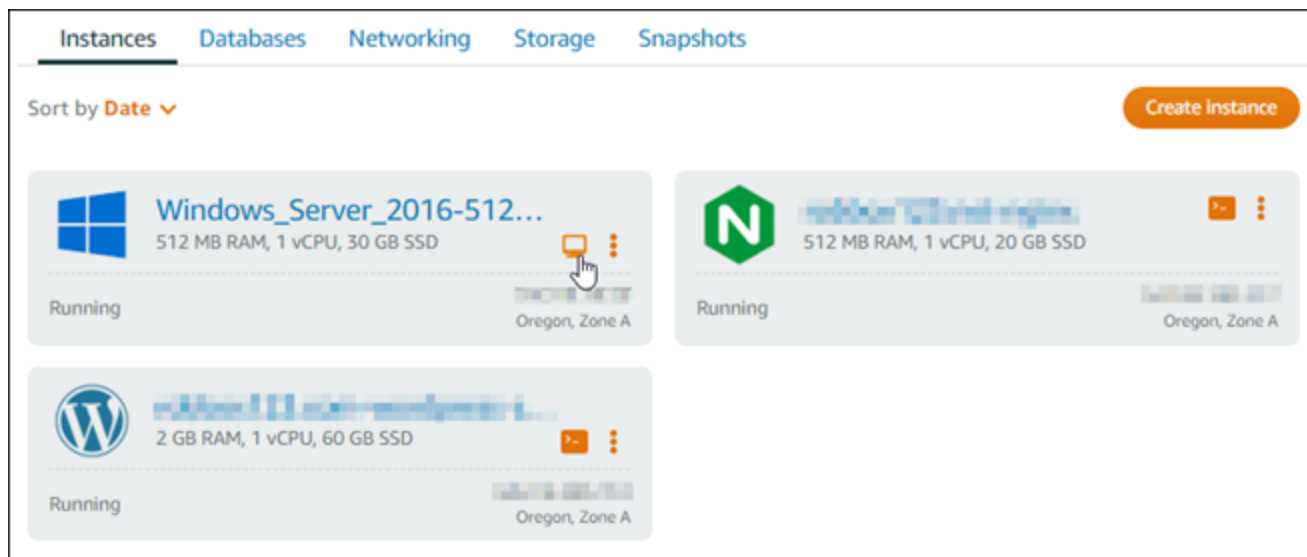 Instances Databases Networking Storage Snapshots
Sort by Date
Create instance
Windows_Server_2016-512...
512 MB RAM, 1 vCPU, 30 GB SSD
Running
Oregon, Zone A
512 MB RAM, 1 vCPU, 20 GB SSD
Running
Oregon, Zone A
2 GB RAM, 1 vCPU, 60 GB SSD
Running
Oregon, Zone A